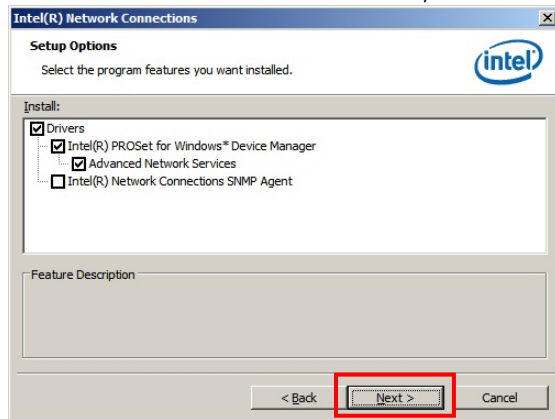 Intel(R) Network Connections
Setup Options
Select the program features you want installed.
intel
Install:
Drivers
Intel(R) PROSet for Windows* Device Manager
Advanced Network Services
Intel(R) Network Connections SNMP Agent
Feature Description
< Back Next > Cancel